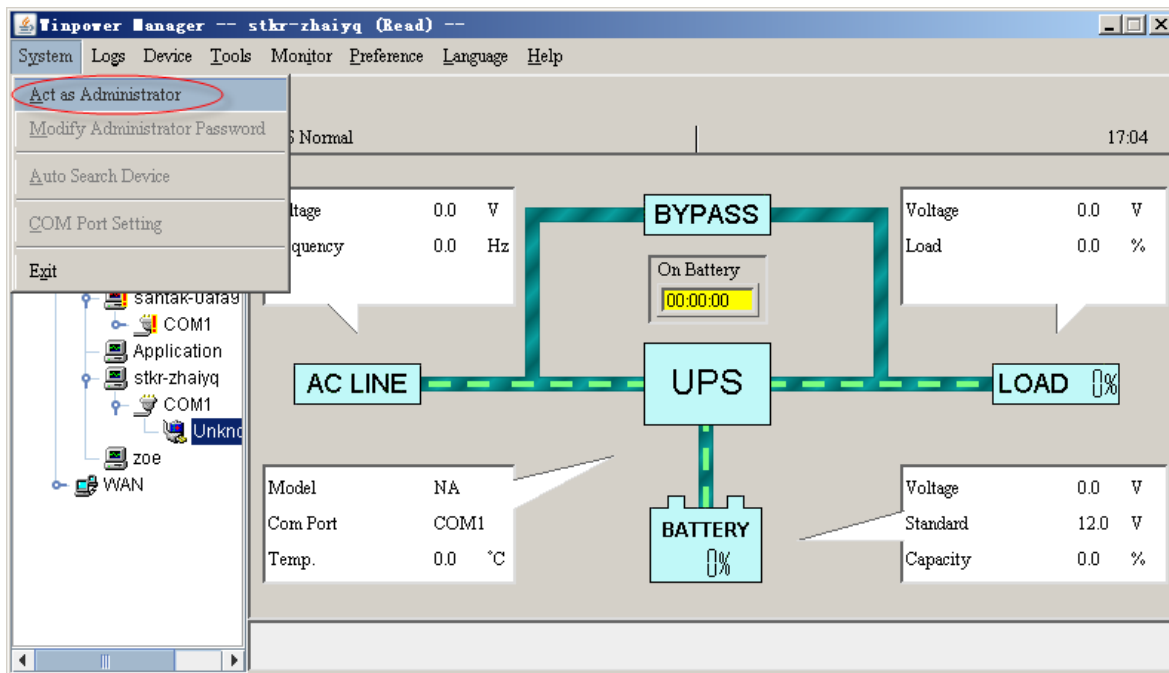 Winpower Manager -- stkr-zhaiyq (Read) --
System Logs Device Tools Monitor Preference Language Help
Act as Administrator
Modify Administrator Password
Auto Search Device
COM Port Setting
Exit
Normal
17:04
0.0 V
0.0 Hz
BYPASS
On Battery
00:00:00
Voltage 0.0 V
Load 0.0 %
COM1
Application
stkr-zhaiyq
COM1
zoe
WAN
AC LINE
UPS
LOAD 0%
Model NA
Com Port COM1
Temp. 0.0 °C
BATTERY
0%
Voltage 0.0 V
Standard 12.0 V
Capacity 0.0 %